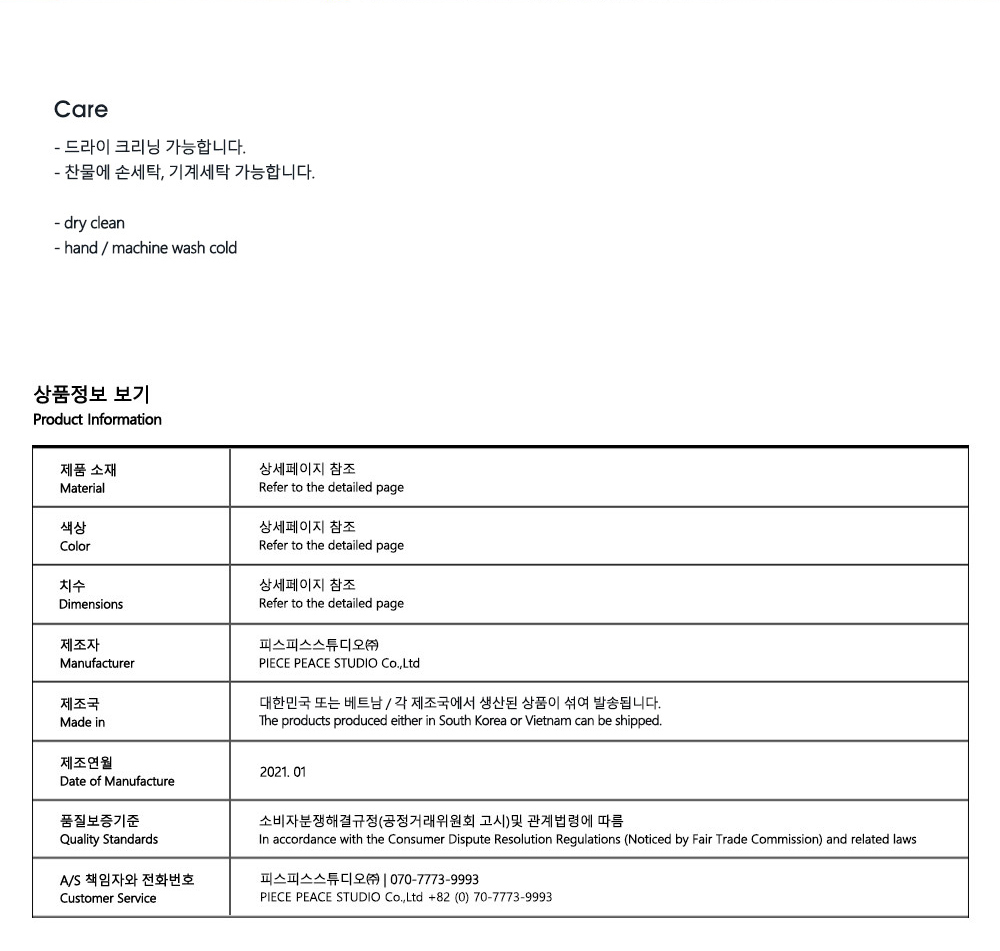 Care
- 드라이 크리닝 가능합니다.
- 찬물에 손세탁, 기계세탁 가능합니다.
- dry clean
- hand / machine wash cold
상품정보 보기
Product Information
제품 소재
Material
상세페이지 참조
Refer to the detailed page
색상
Color
상세페이지 참조
Refer to the detailed page
치수
Dimensions
상세페이지 참조
Refer to the detailed page
제조자
Manufacturer
피스피스스튜디오㈜
PIECE PEACE STUDIO Co.,Ltd
제조국
Made in
대한민국 또는 베트남 / 각 제조국에서 생산된 상품이 섞여 발송됩니다.
The products produced either in South Korea or Vietnam can be shipped.
제조연월
Date of Manufacture
2021. 01
품질보증기준
Quality Standards
소비자분쟁해결규정(공정거래위원회 고시)및 관계법령에 따름
In accordance with the Consumer Dispute Resolution Regulations (Noticed by Fair Trade Commission) and related laws
A/S 책임자와 전화번호
Customer Service
피스피스스튜디오㈜ | 070-7773-9993
PIECE PEACE STUDIO Co.,Ltd +82 (0) 70-7773-9993